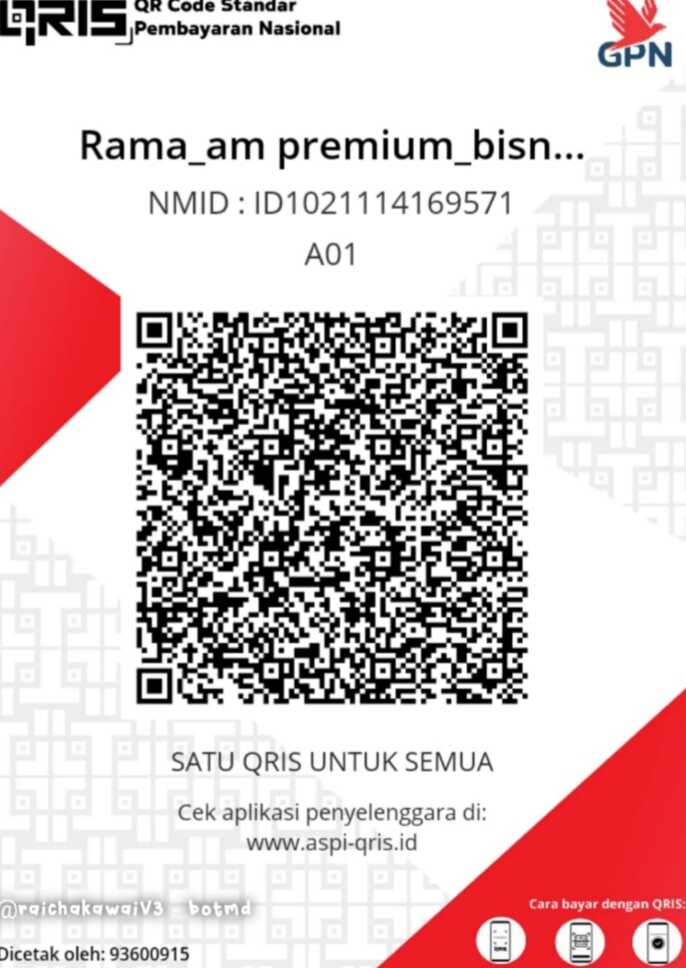 QRIS
QR Code Standar
Pembayaran Nasional
GPN
Rama_am premium_bisn...
NMID : ID1021114169571
A01
SATU QRIS UNTUK SEMUA
Cek aplikasi penyelenggara di:
www.aspi-qris.id
@raichakawaiV3 botmd
Cara bayar dengan QRIS:
Dicetak oleh: 93600915